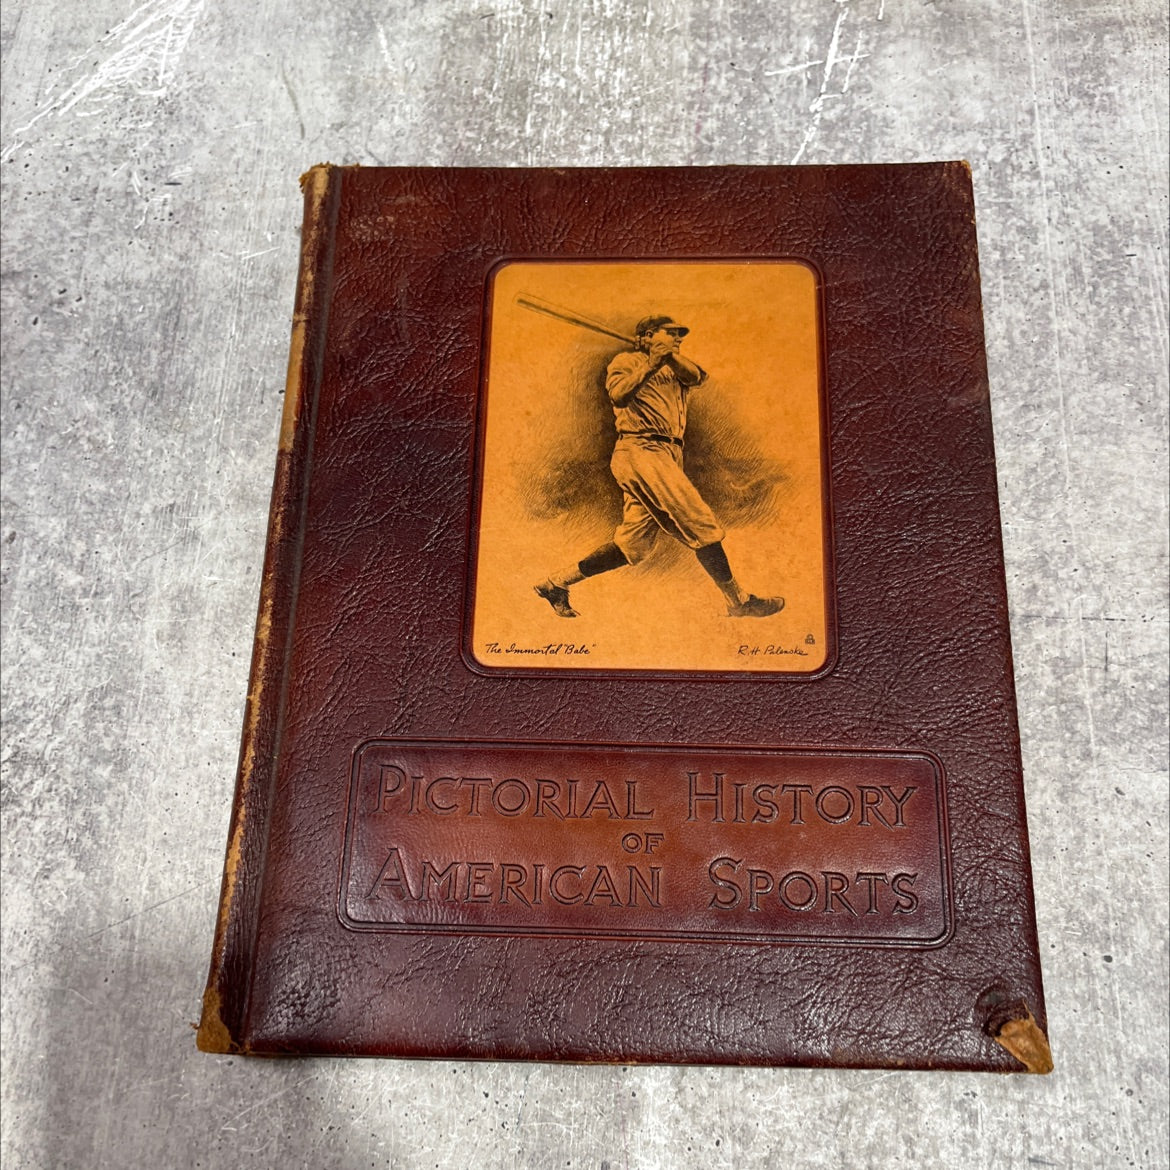 The Immortal "Babe"
R.H. Palenske
PICTORIAL HISTORY
OF
AMERICAN SPORTS